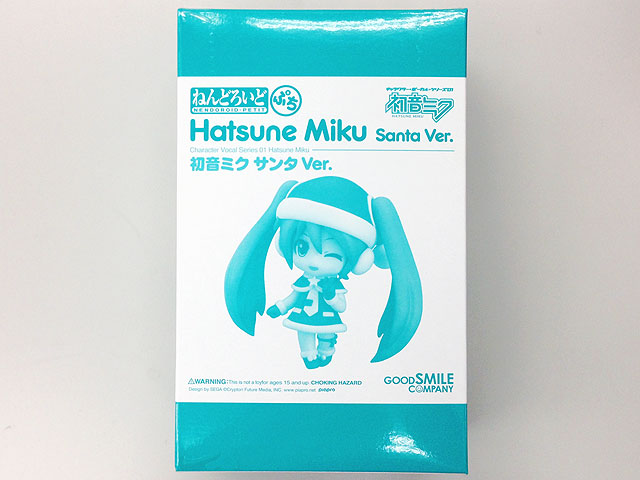 ねんどろいど
NENDOROID・PETIT
ぷち
キャラクター・ボーカル・シリーズ01
初音ミク
HATSUNE MIKU
Hatsune Miku Santa Ver.
Character Vocal Series 01 Hatsune Miku
初音ミク サンタ Ver.
⚠WARNING: This is not a toy for ages 15 and up. CHOKING HAZARD
Design by SEGA ©Crypton Future Media, INC. www.piapro.net piapro
GOOD SMILE
COMPANY